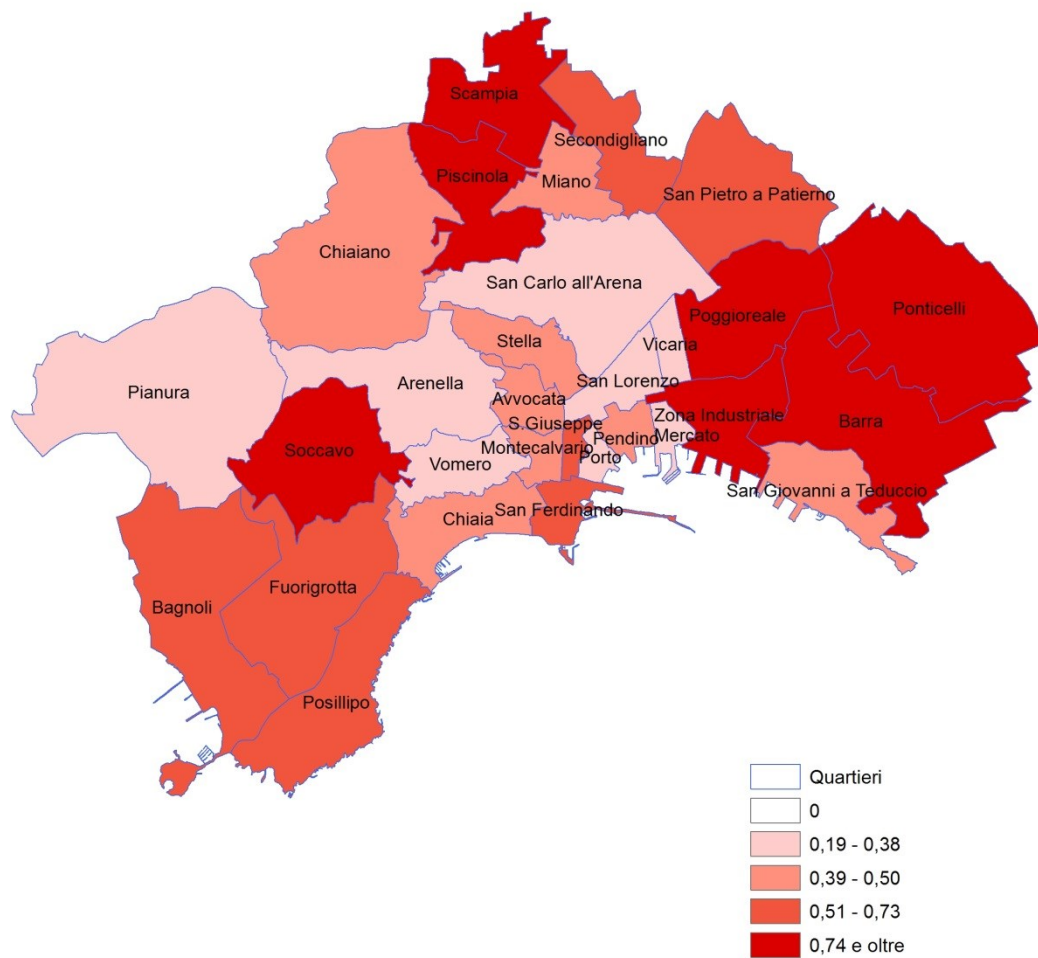 Scampia
Secondigliano
Piscinola
Miano
San Pietro a Patierno
Chiaiano
San Carlo all'Arena
Ponticelli
Poggioreale
Stella
Vicaria
Pianura
Arenella
San Lorenzo
Avvocata
Zona Industriale
Barra
S.Giuseppe
Pendino
Mercato
Soccavo
Montecalvario
Porto
Vomero
San Giovanni a Teduccio
Chiaia
San Ferdinando
Fuorigrotta
Bagnoli
Posillipo
Quartieri
0
0,19 - 0,38
0,39 - 0,50
0,51 - 0,73
0,74 e oltre